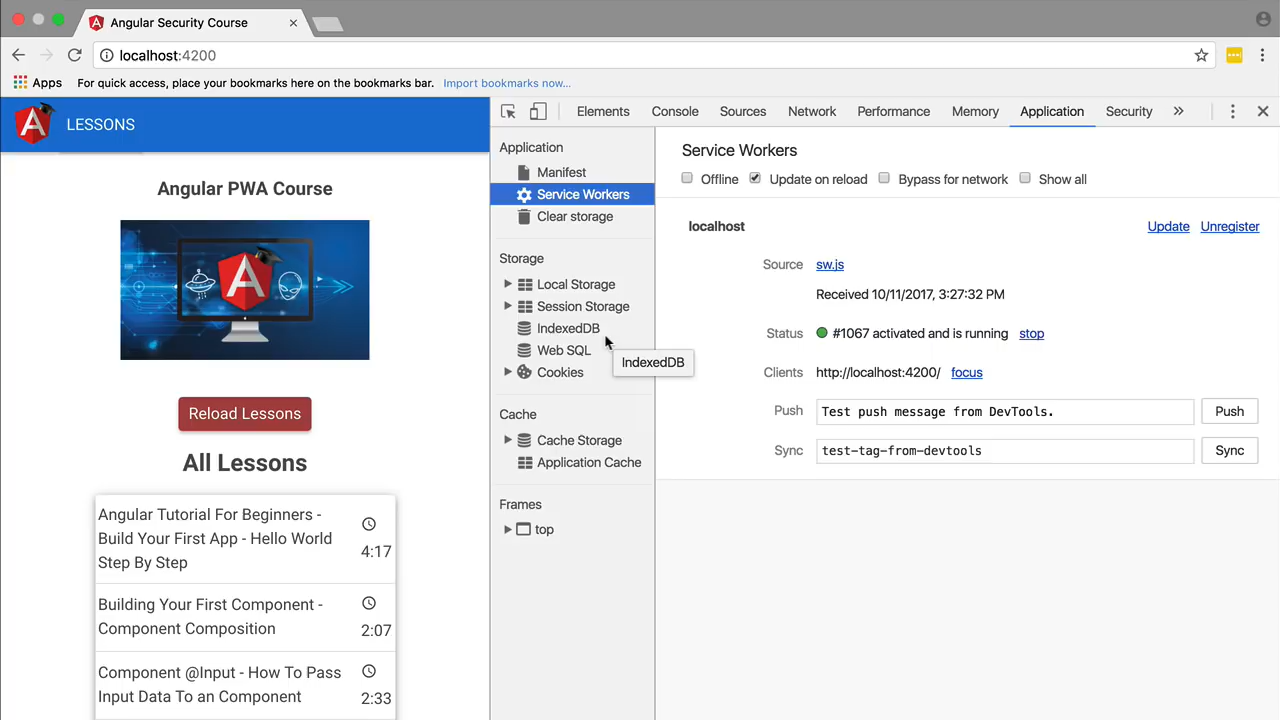 Angular Security Course
localhost:4200
Apps For quick access, place your bookmarks here on the bookmarks bar. Import bookmarks now...
LESSONS
Angular PWA Course
Reload Lessons
All Lessons
Angular Tutorial For Beginners -
Build Your First App - Hello World
Step By Step
4:17
Building Your First Component -
Component Composition
2:07
Component @Input - How To Pass
Input Data To an Component
2:33
Elements Console Sources Network Performance Memory Application Security
Application
Manifest
Service Workers
Clear storage
Storage
Local Storage
Session Storage
IndexedDB
Web SQL
Cookies
IndexedDB
Cache
Cache Storage
Application Cache
Frames
top
Service Workers
Offline Update on reload Bypass for network Show all
localhost Update Unregister
Source sw.js
Received 10/11/2017, 3:27:32 PM
Status #1067 activated and is running stop
Clients http://localhost:4200/ focus
Push Test push message from DevTools. Push
Sync test-tag-from-devtools Sync